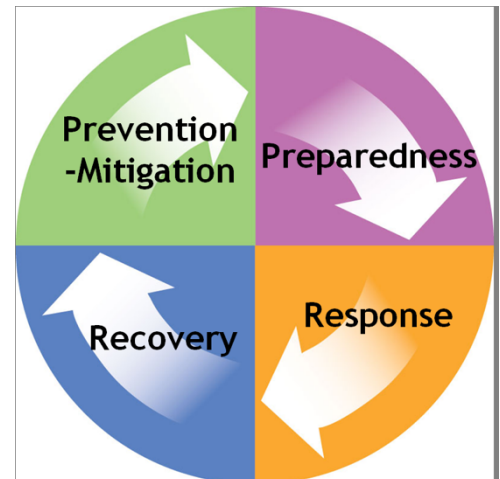 Prevention
-Mitigation
Preparedness
Response
Recovery